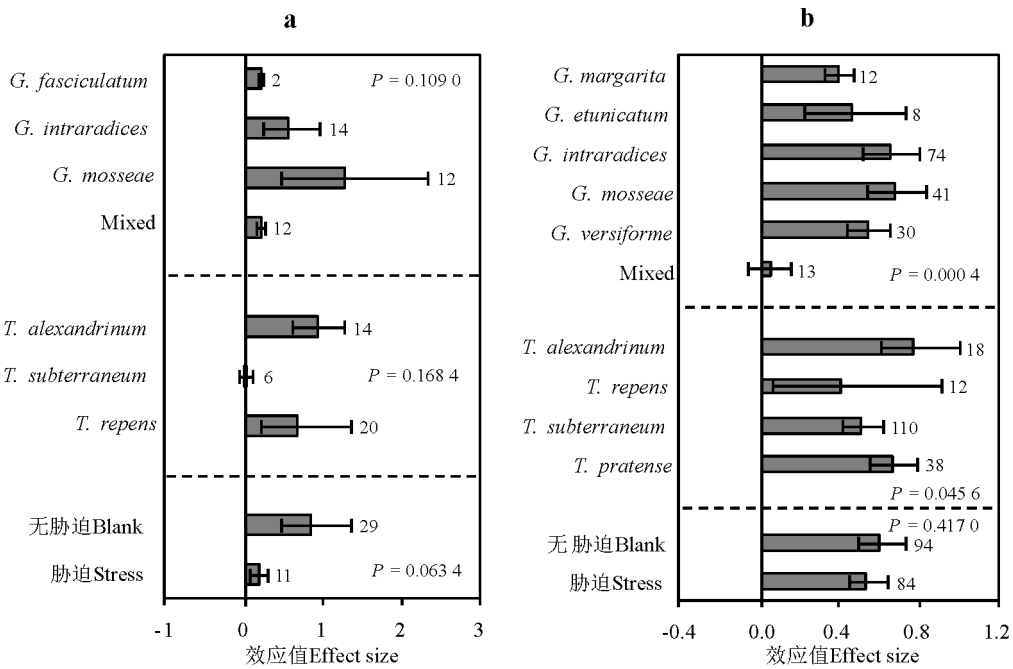 a
G. fasciculatum
2
P = 0.109 0
G. intraradices
14
G. mosseae
12
Mixed
12
T. alexandrinum
14
T. subterraneum
6
P = 0.168 4
T. repens
20
无胁迫Blank
29
胁迫Stress
11
P = 0.063 4
-1
0
1
2
3
效应值Effect size
b
G. margarita
12
G. etunicatum
8
G. intraradices
74
G. mosseae
41
G. versiforme
30
Mixed
13
P = 0.000 4
T. alexandrinum
18
T. repens
12
T. subterraneum
110
T. pratense
38
P = 0.045 6
P = 0.417 0
无胁迫Blank
94
胁迫Stress
84
-0.4
0.0
0.4
0.8
1.2
效应值Effect size